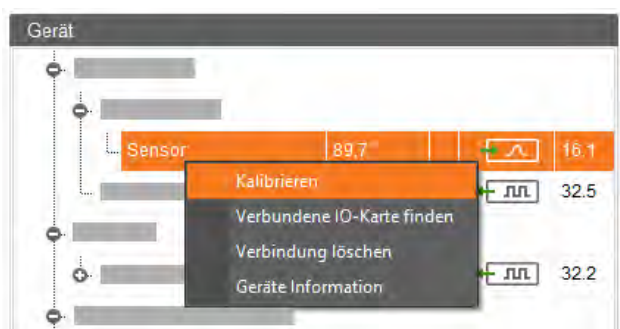 Gerät
Sensor 89,7 16.1
Kalibrieren
32.5
Verbundene IO-Karte finden
Verbindung löschen
Geräte Information
32.2